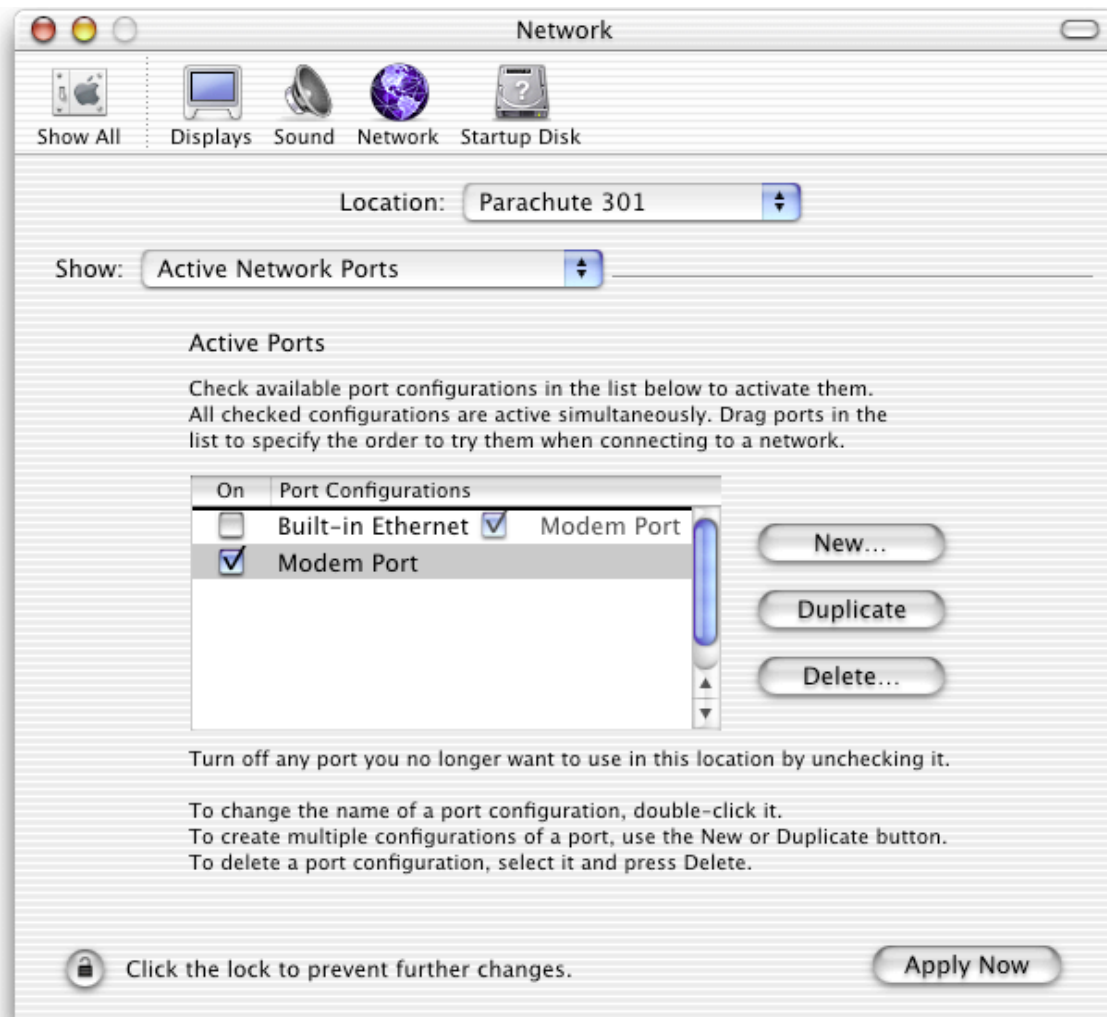 Network
Show All Displays Sound Network Startup Disk
Location: Parachute 301
Show: Active Network Ports
Active Ports
Check available port configurations in the list below to activate them.
All checked configurations are active simultaneously. Drag ports in the
list to specify the order to try them when connecting to a network.
On Port Configurations
Built-in Ethernet Modem Port
Modem Port
New...
Duplicate
Delete...
Turn off any port you no longer want to use in this location by unchecking it.
To change the name of a port configuration, double-click it.
To create multiple configurations of a port, use the New or Duplicate button.
To delete a port configuration, select it and press Delete.
Click the lock to prevent further changes.
Apply Now